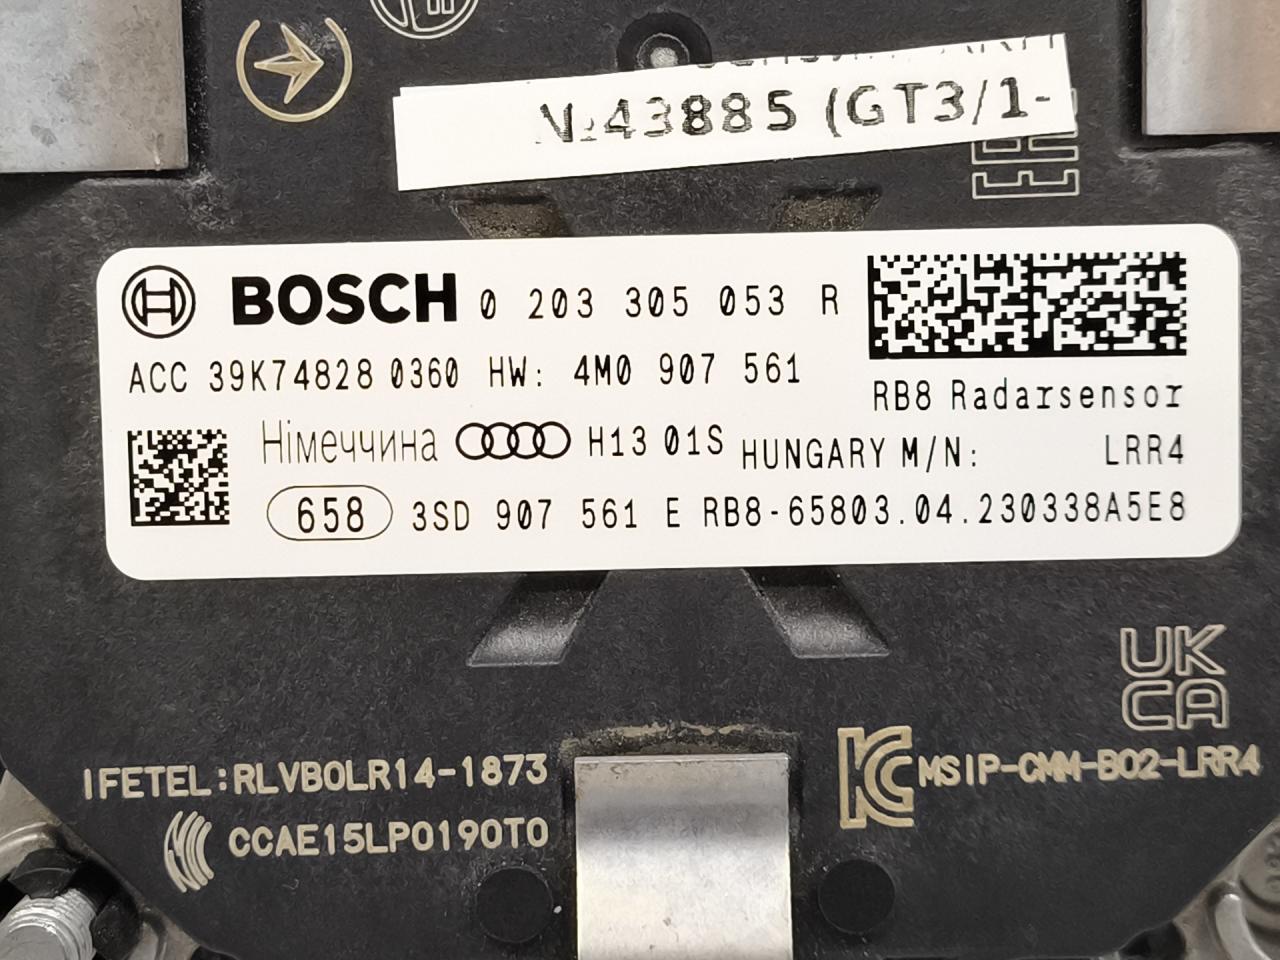 №43885 (GT3/1-
BOSCH 0 203 305 053 R
ACC 39K74828 0360 HW: 4M0 907 561
RB8 Radarsensor
Німеччина H13 01S HUNGARY M/N: LRR4
658 3SD 907 561 E RB8-65803.04.230338A5E8
UK
CA
IFETEL:RLVBOLR14-1873
MSIP-CMM-BO2-LRR4
CCAE15LP0190T0